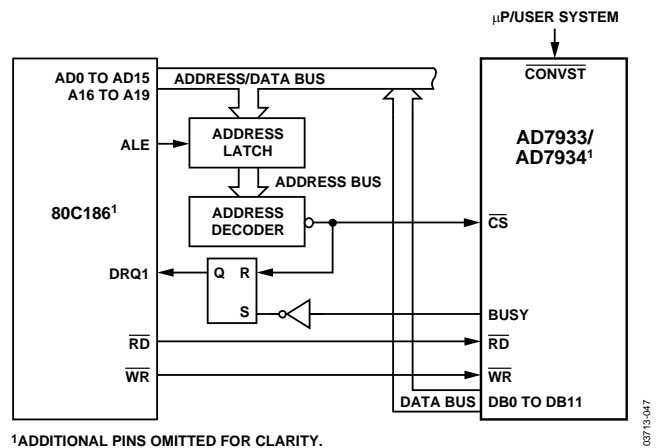 μP/USER SYSTEM
AD0 TO AD15
A16 TO A19
ADDRESS/DATA BUS
CONVST
ALE
ADDRESS
LATCH
AD7933/
AD7934¹
ADDRESS BUS
80C186¹
ADDRESS
DECODER
CS
DRQ1
Q R
S
BUSY
RD
RD
WR
WR
DATA BUS
DB0 TO DB11
¹ADDITIONAL PINS OMITTED FOR CLARITY.
03713-047